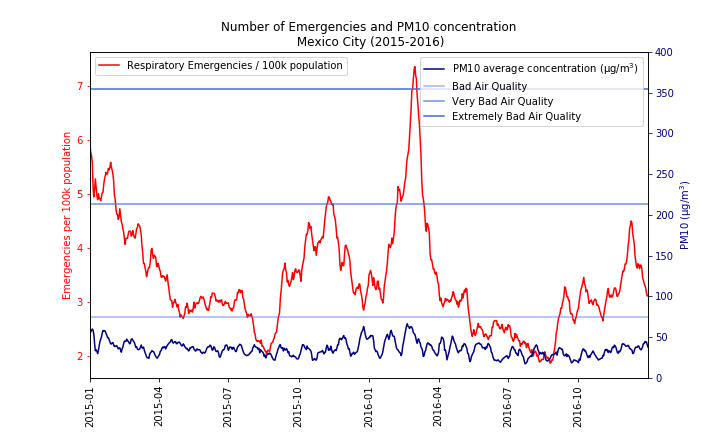 Number of Emergencies and PM10 concentration
Mexico City (2015-2016)
Respiratory Emergencies / 100k population
PM10 average concentration (μg/m³)
Bad Air Quality
Very Bad Air Quality
Extremely Bad Air Quality
Emergencies per 100k population
7
6
5
4
3
2
400
350
300
250
200
150
100
50
0
PM10 (μg/m³)
2015-01
2015-04
2015-07
2015-10
2016-01
2016-04
2016-07
2016-10